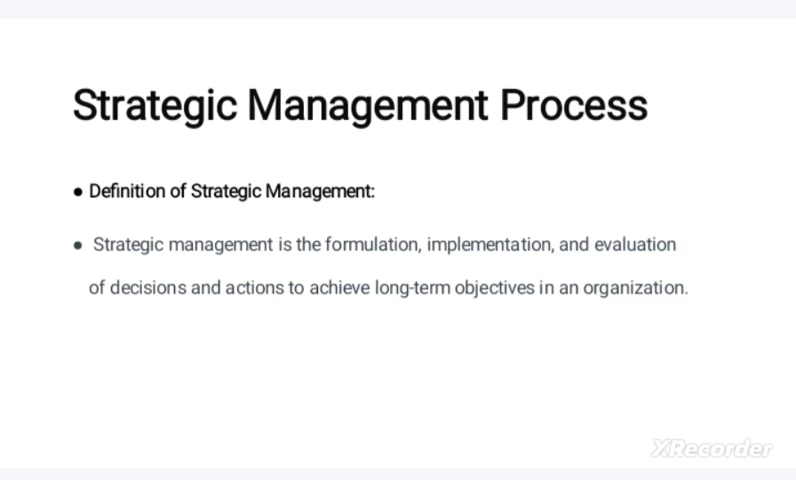 Strategic Management Process
● Definition of Strategic Management:
● Strategic management is the formulation, implementation, and evaluation
of decisions and actions to achieve long-term objectives in an organization.
XRecorder